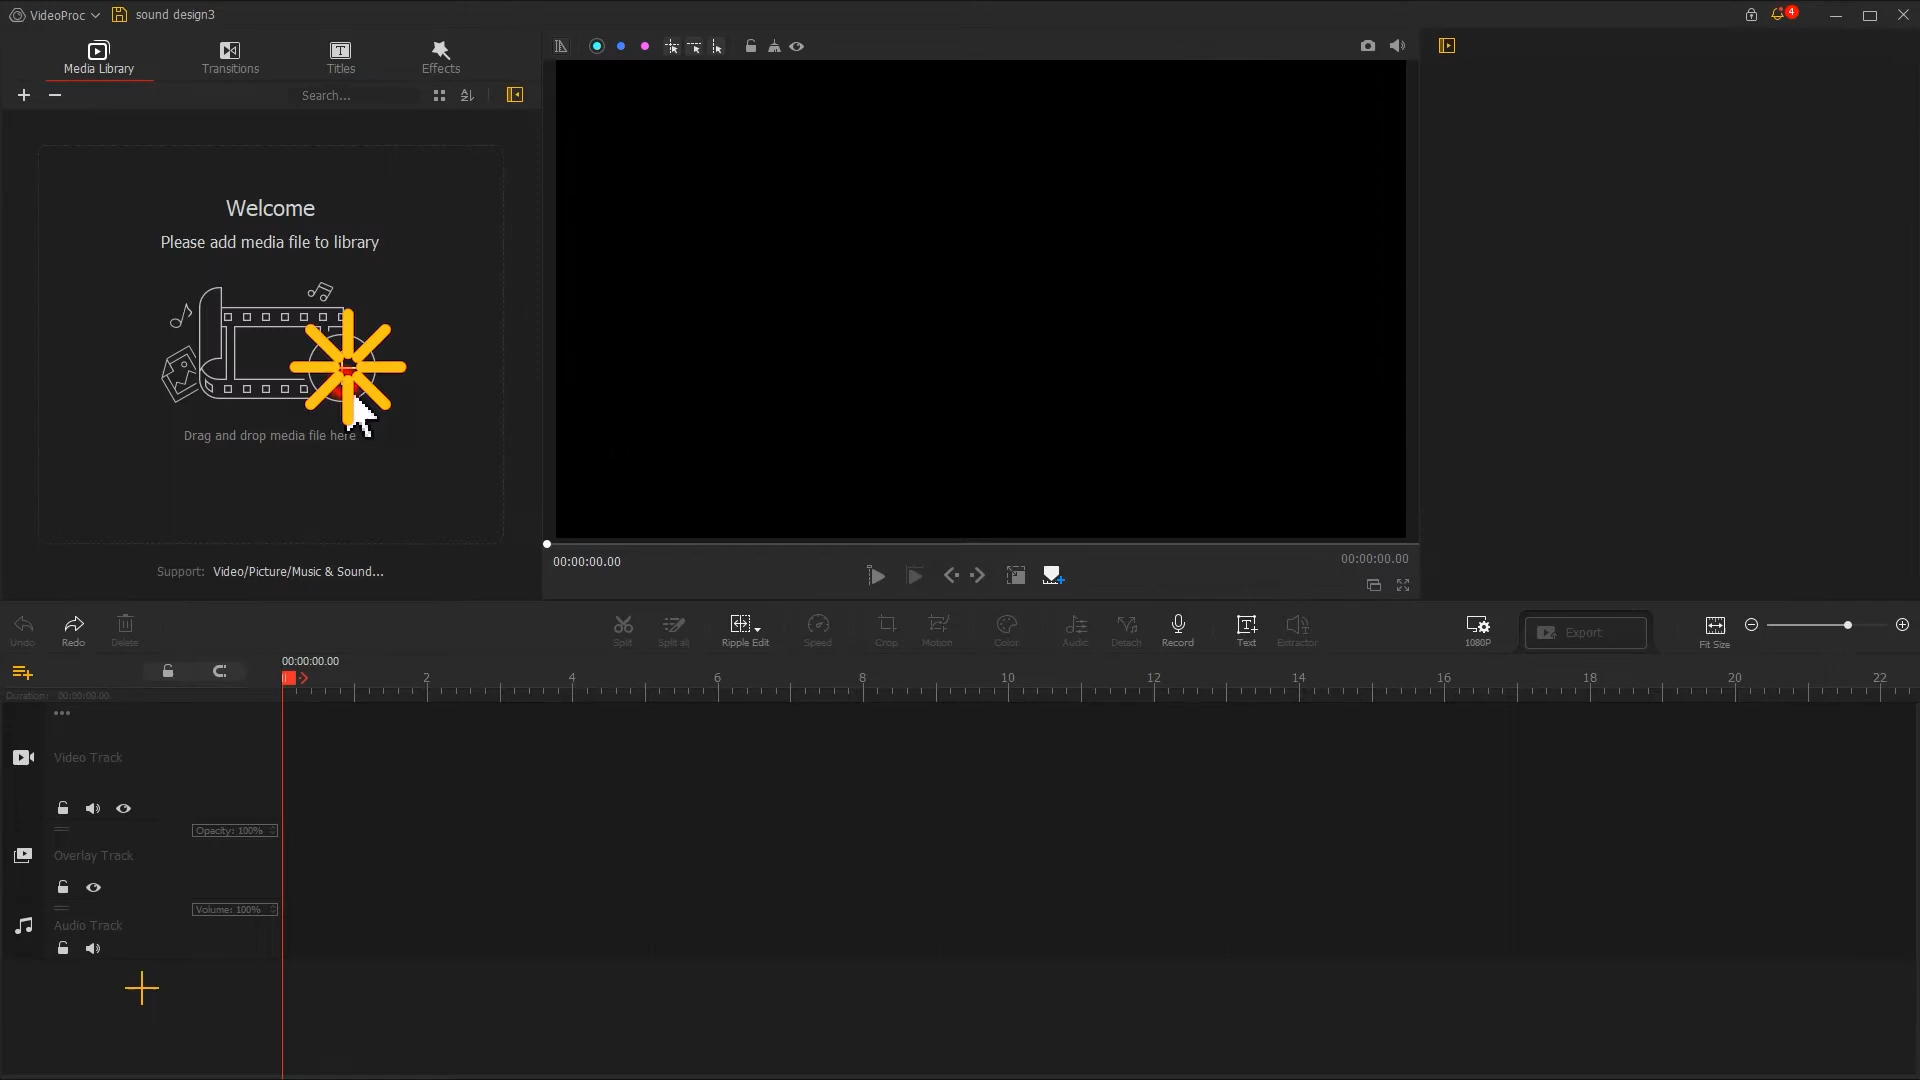 VideoProc
sound design3
4
Media Library
Transitions
Titles
Effects
Search...
Welcome
Please add media file to library
Drag and drop media file here
Support: Video/Picture/Music & Sound...
00:00:00.00
00:00:00.00
Undo
Redo
Delete
Split
Split all
Ripple Edit
Speed
Crop
Motion
Color
Audio
Detach
Record
Text
Extractor
1080P
Export
Fit Size
00:00:00.00
2 4 6 8 10 12 14 16 18 20 22
Duration: 00:00:00.00
Video Track
Opacity: 100%
Overlay Track
Volume: 100%
Audio Track